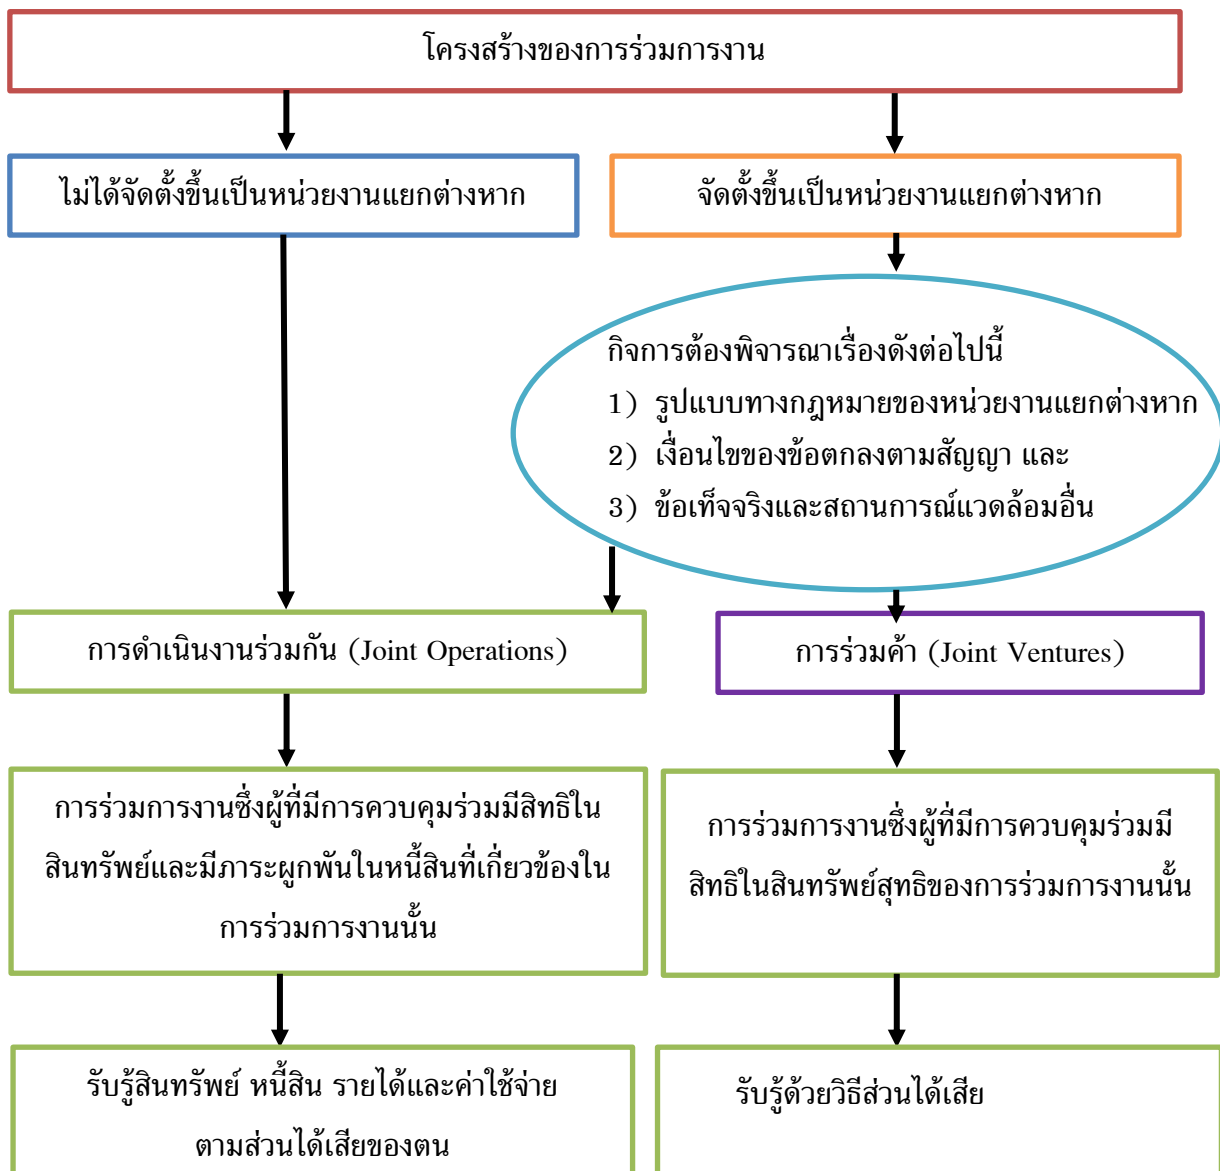 โครงสร้างของการร่วมการงาน
ไม่ได้จัดตั้งขึ้นเป็นหน่วยงานแยกต่างหาก
จัดตั้งขึ้นเป็นหน่วยงานแยกต่างหาก
กิจการต้องพิจารณาเรื่องดังต่อไปนี้
1) รูปแบบทางกฎหมายของหน่วยงานแยกต่างหาก
2) เงื่อนไขของข้อตกลงตามสัญญา และ
3) ข้อเท็จจริงและสถานการณ์แวดล้อมอื่น
การดำเนินงานร่วมกัน (Joint Operations)
การร่วมค้า (Joint Ventures)
การร่วมการงานซึ่งผู้ที่มีการควบคุมร่วมมีสิทธิใน
สินทรัพย์และมีภาระผูกพันในหนี้สินที่เกี่ยวข้องใน
การร่วมการงานนั้น
การร่วมการงานซึ่งผู้ที่มีการควบคุมร่วมมี
สิทธิในสินทรัพย์สุทธิของการร่วมการงานนั้น
รับรู้สินทรัพย์ หนี้สิน รายได้และค่าใช้จ่าย
ตามส่วนได้เสียของตน
รับรู้ด้วยวิธีส่วนได้เสีย